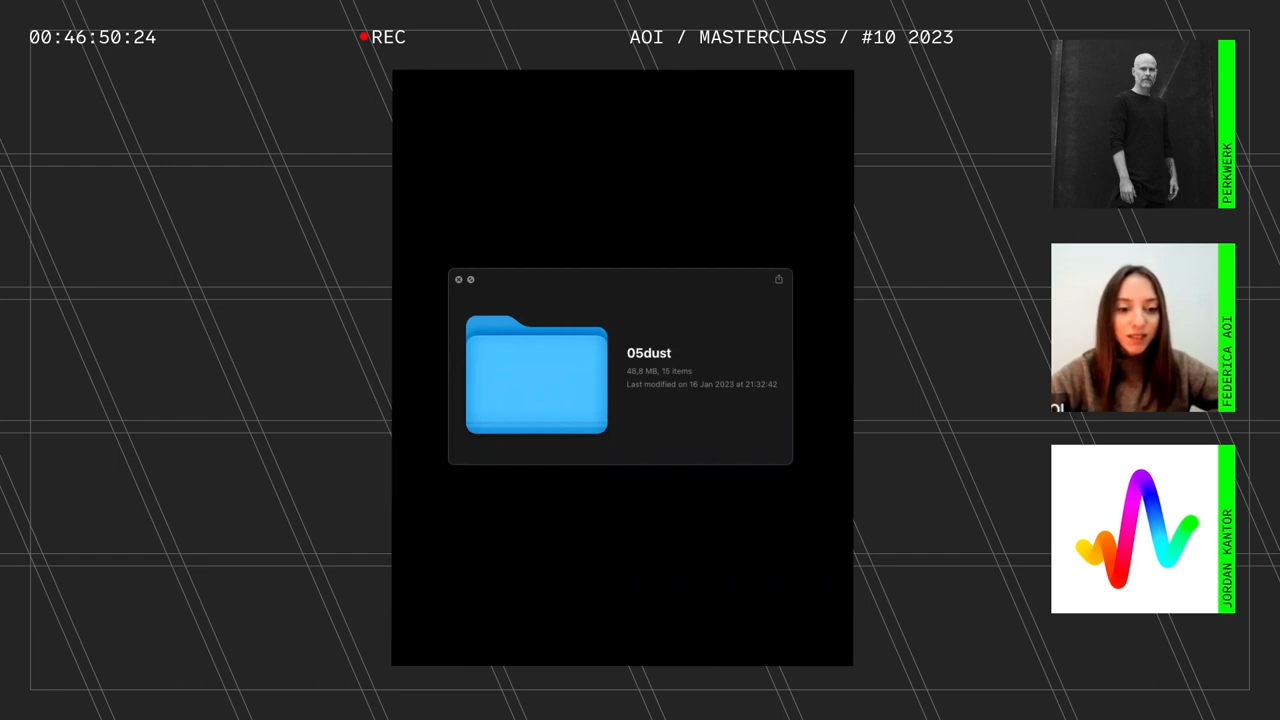 00:46:50:24
REC
AOI / MASTERCLASS / #10 2023
PERKWERK
05dust
48,8 MB, 15 items
Last modified on 16 Jan 2023 at 21:32:42
FEDERICA AOI
JORDAN KANTOR